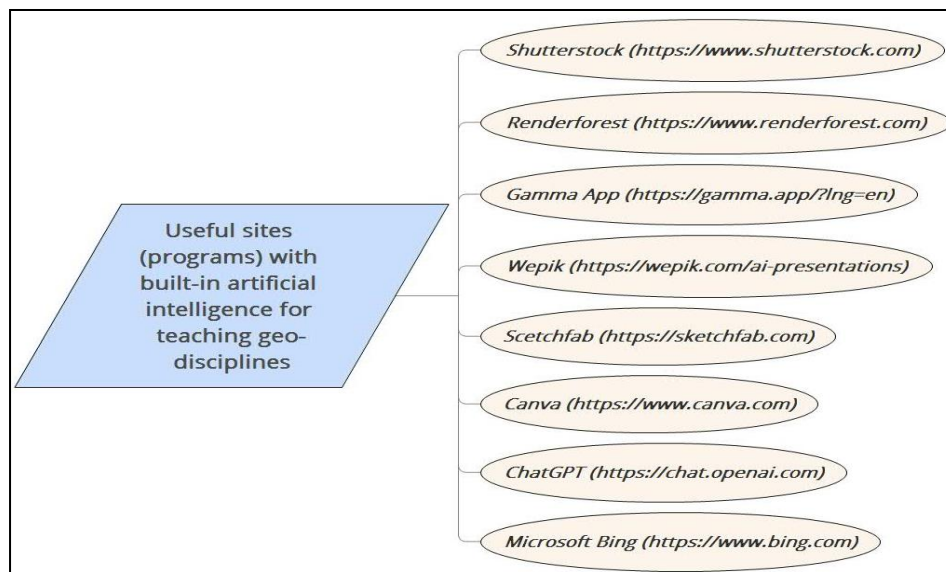 Useful sites
(programs) with
built-in artificial
intelligence for
teaching geo-
disciplines
Shutterstock (https://www.shutterstock.com)
Renderforest (https://www.renderforest.com)
Gamma App (https://gamma.app/?lng=en)
Wepik (https://wepik.com/ai-presentations)
Scetchfab (https://sketchfab.com)
Canva (https://www.canva.com)
ChatGPT (https://chat.openai.com)
Microsoft Bing (https://www.bing.com)